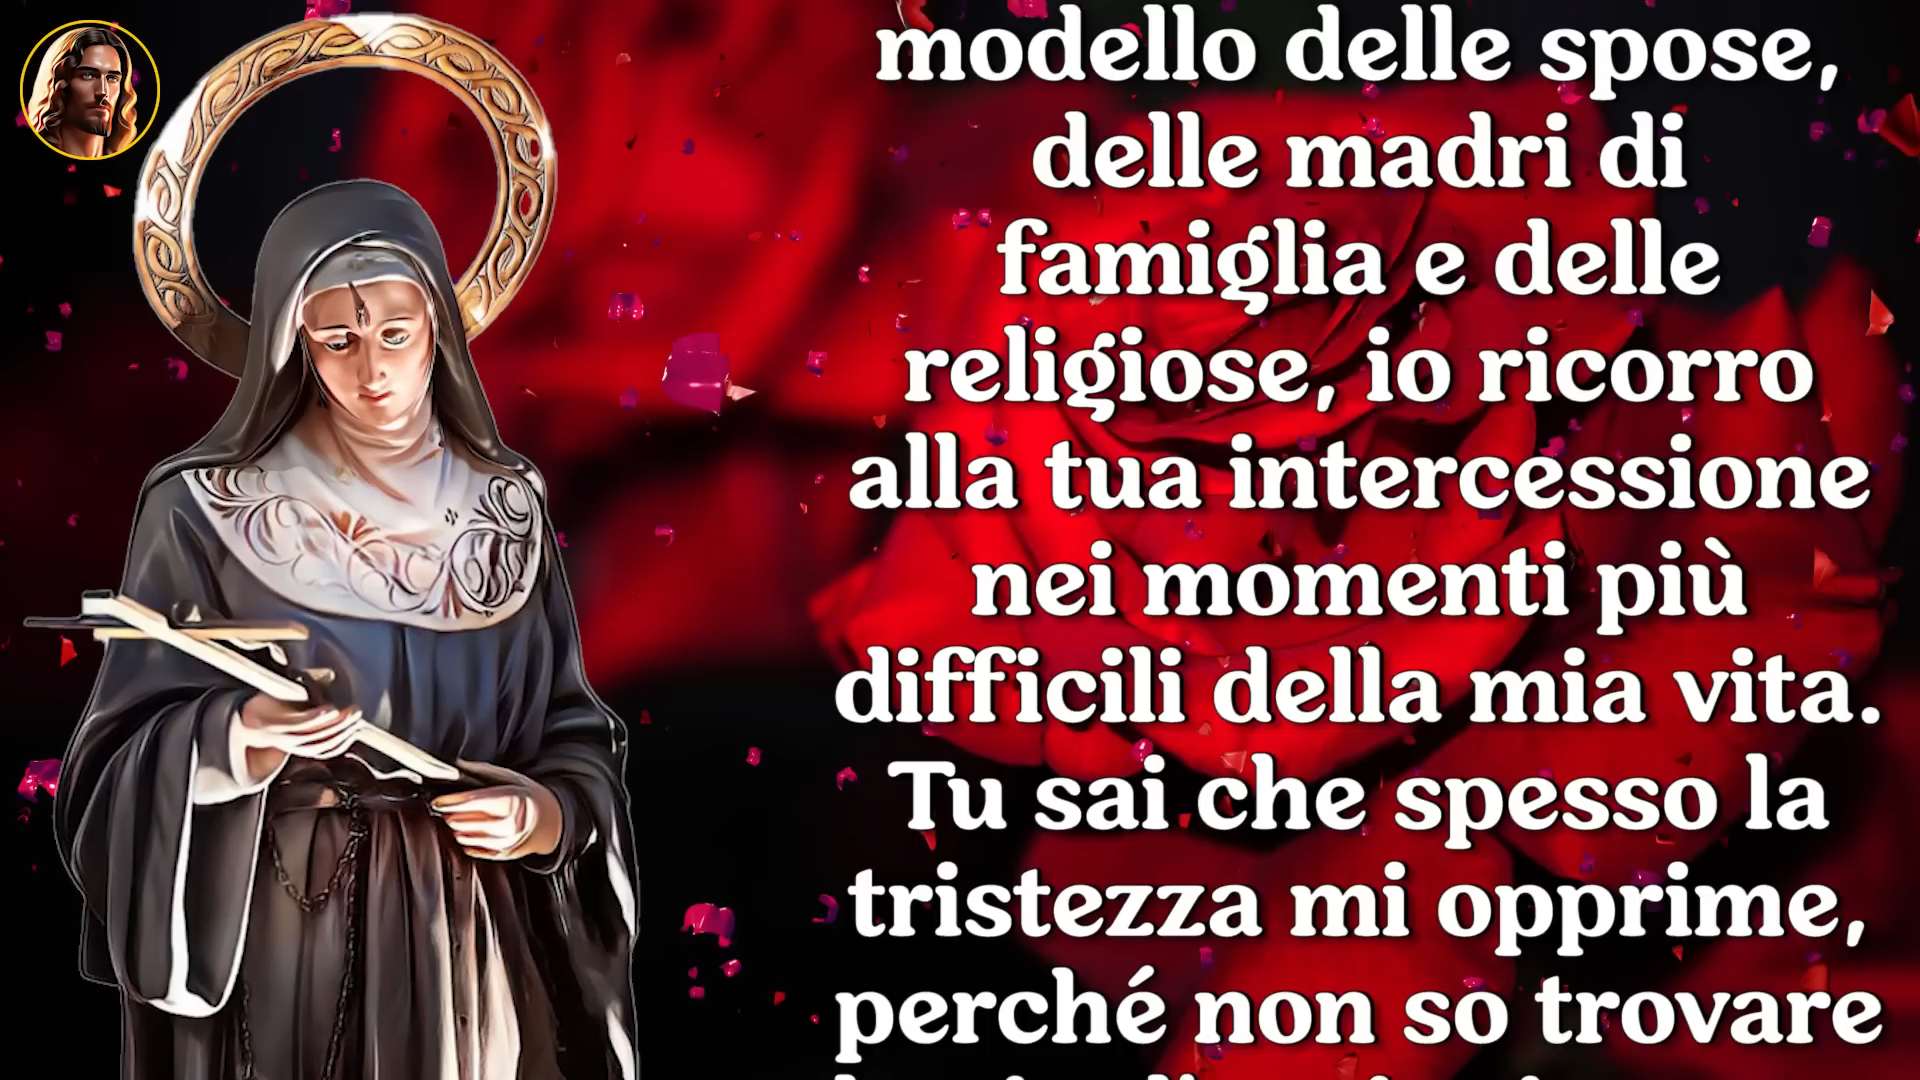 modello delle spose,
delle madri di
famiglia e delle
religiose, io ricorro
alla tua intercessione
nei momenti più
difficili della mia vita.
Tu sai che spesso la
tristezza mi opprime,
perché non so trovare